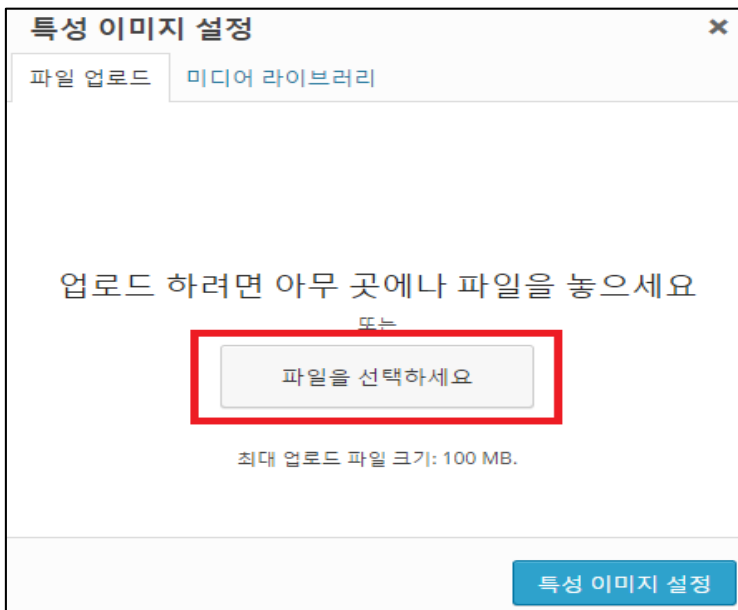 특성 이미지 설정
×
파일 업로드 미디어 라이브러리
업로드 하려면 아무 곳에나 파일을 놓으세요
또는
파일을 선택하세요
최대 업로드 파일 크기: 100 MB.
특성 이미지 설정